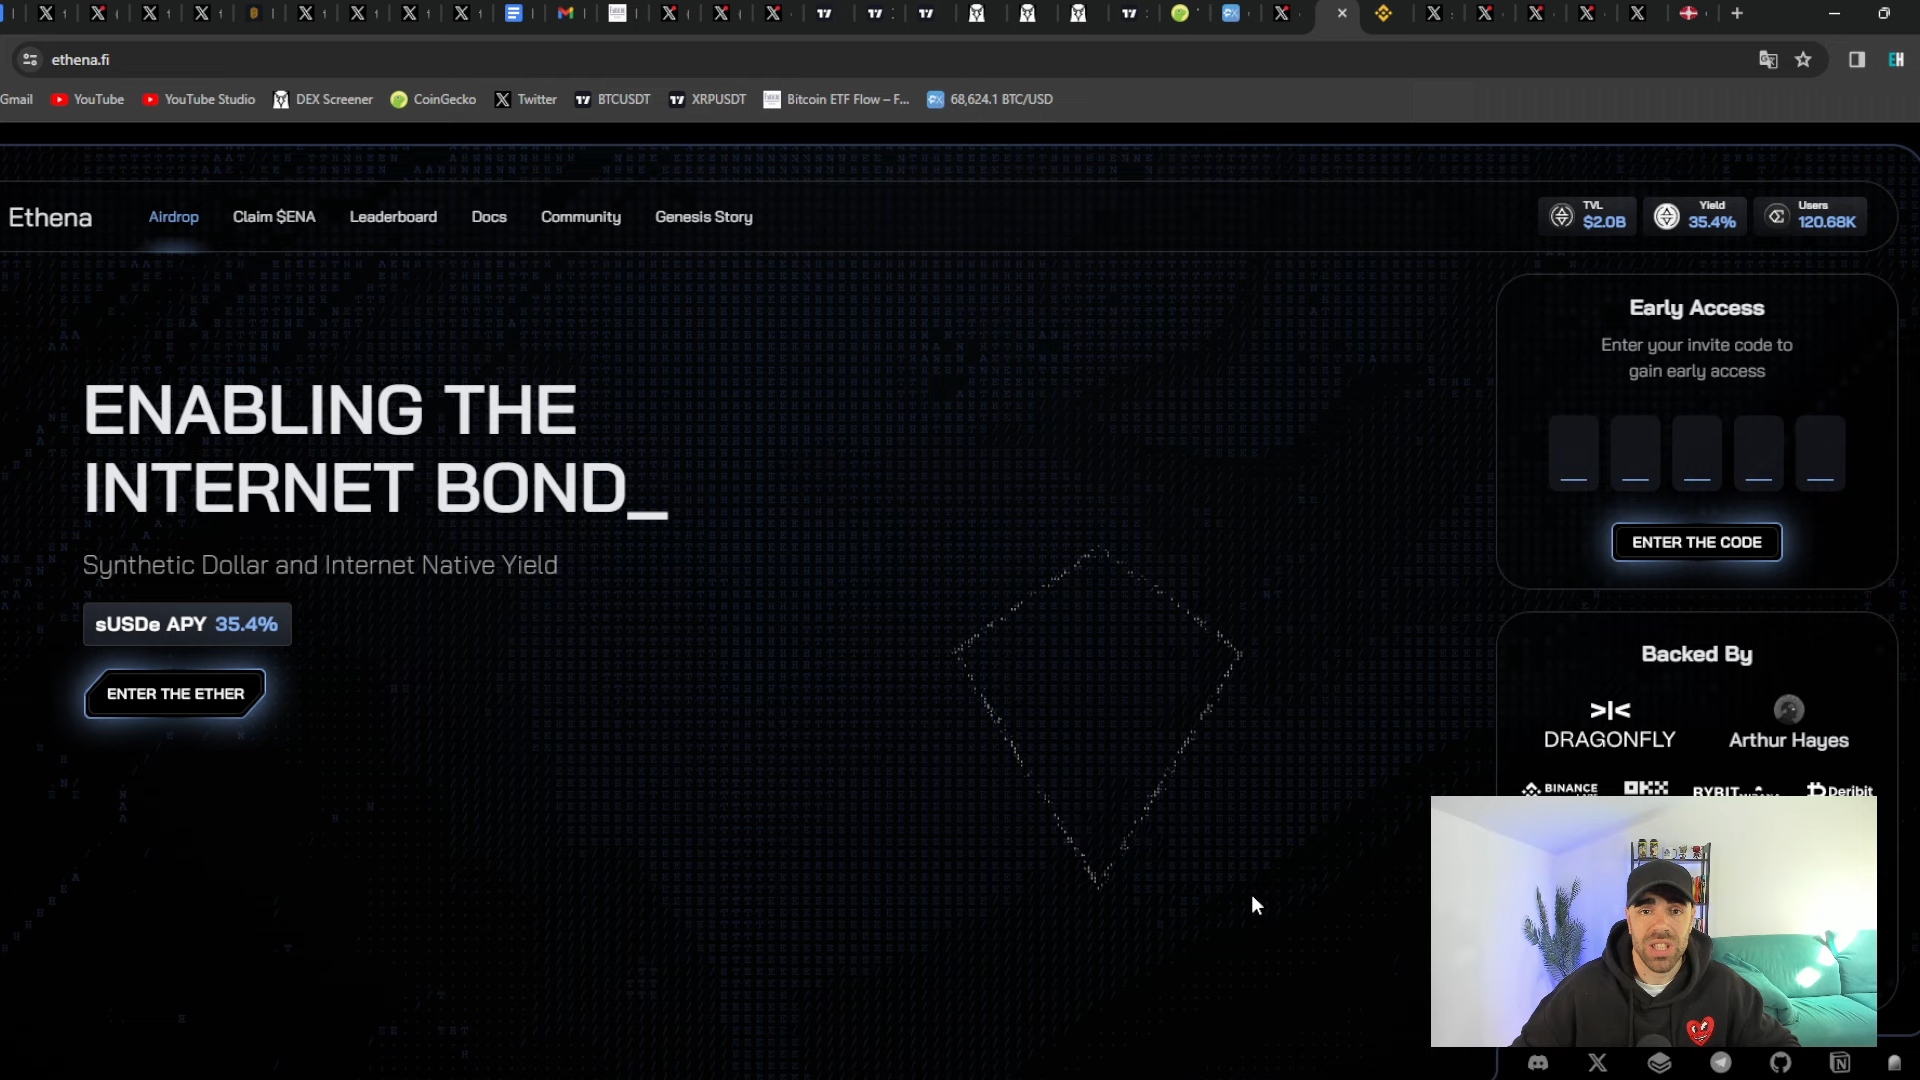 ethena.fi
Gmail YouTube YouTube Studio DEX Screener CoinGecko Twitter BTCUSDT XRPUSDT Bitcoin ETF Flow – F... 68,624.1 BTC/USD
Ethena Airdrop Claim $ENA Leaderboard Docs Community Genesis Story
TVL $2.0B
Yield 35.4%
Users 120.68K
ENABLING THE
INTERNET BOND_
Synthetic Dollar and Internet Native Yield
sUSDe APY 35.4%
ENTER THE ETHER
Early Access
Enter your invite code to
gain early access
ENTER THE CODE
Backed By
DRAGONFLY
Arthur Hayes
BINANCE OKX BYBIT Deribit